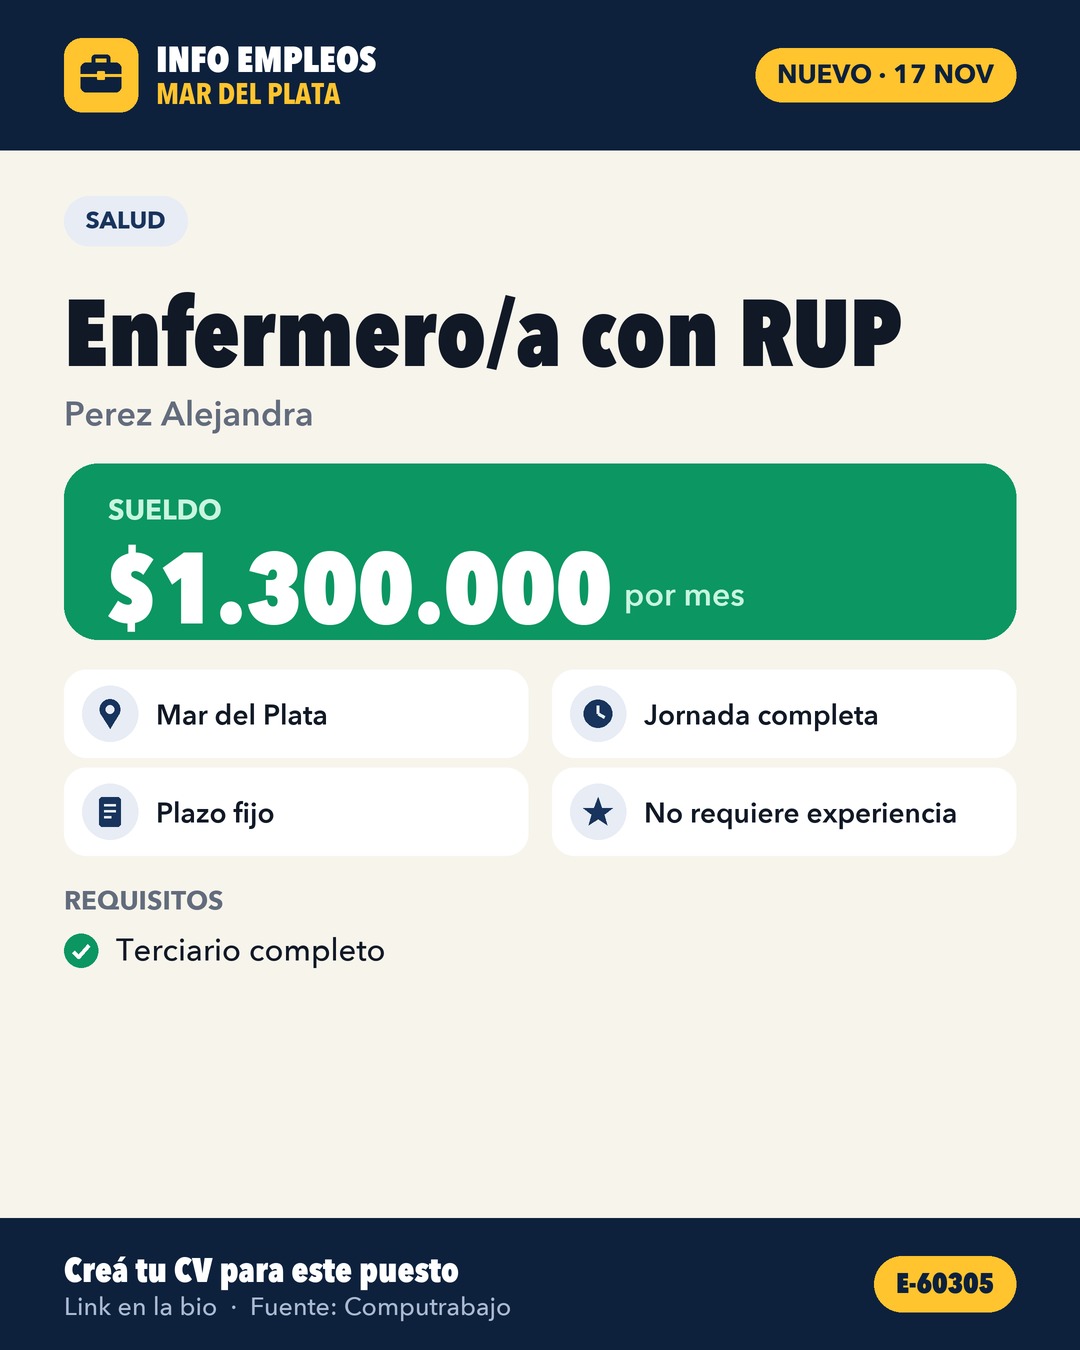 INFO EMPLEOS
MAR DEL PLATA
NUEVO · 17 NOV
SALUD
Enfermero/a con RUP
Perez Alejandra
SUELDO
$1.300.000 por mes
Mar del Plata
Jornada completa
Plazo fijo
No requiere experiencia
REQUISITOS
Terciario completo
Creá tu CV para este puesto
Link en la bio · Fuente: Computrabajo
E-60305